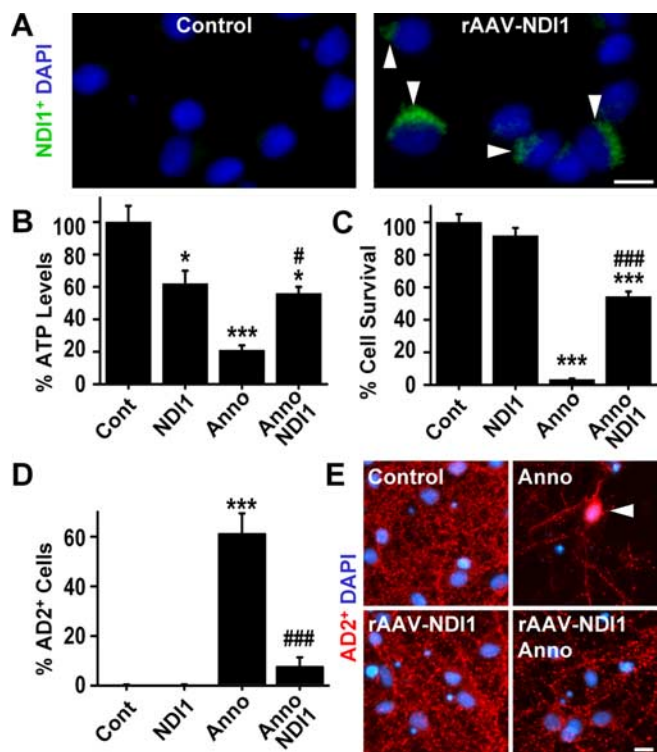 A
Control
rAAV-NDI1
NDI1+ DAPI
B
% ATP Levels
100
80
60
40
20
0
*
***
#
*
Cont
NDI1
Anno
Anno
NDI1
C
% Cell Survival
100
80
60
40
20
0
***
###
***
Cont
NDI1
Anno
Anno
NDI1
D
% AD2+ Cells
60
40
20
0
***
###
Cont
NDI1
Anno
Anno
NDI1
E
AD2+ DAPI
Control
Anno
rAAV-NDI1
rAAV-NDI1
Anno